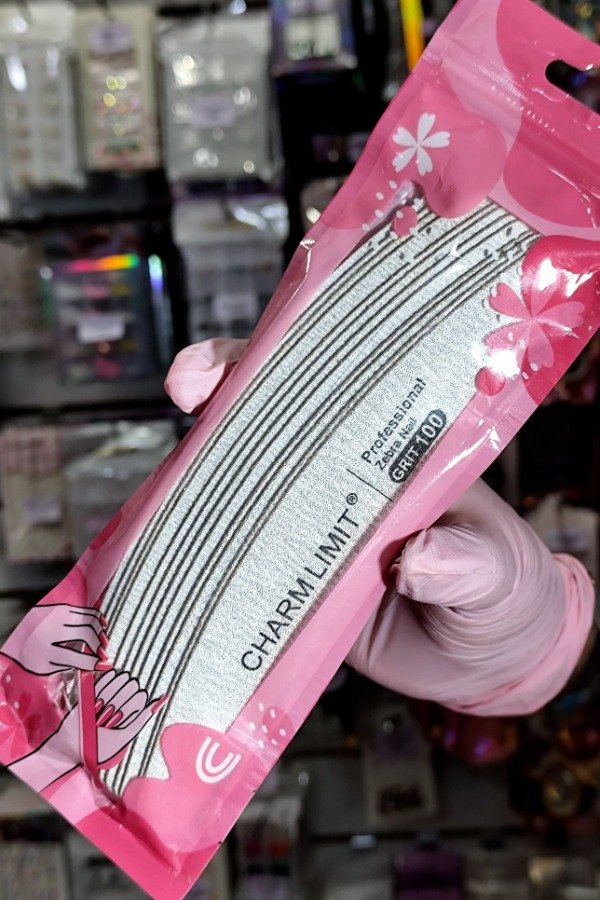 CHARM LIMIT®
Professional
Zebra Nail
GRIT:100